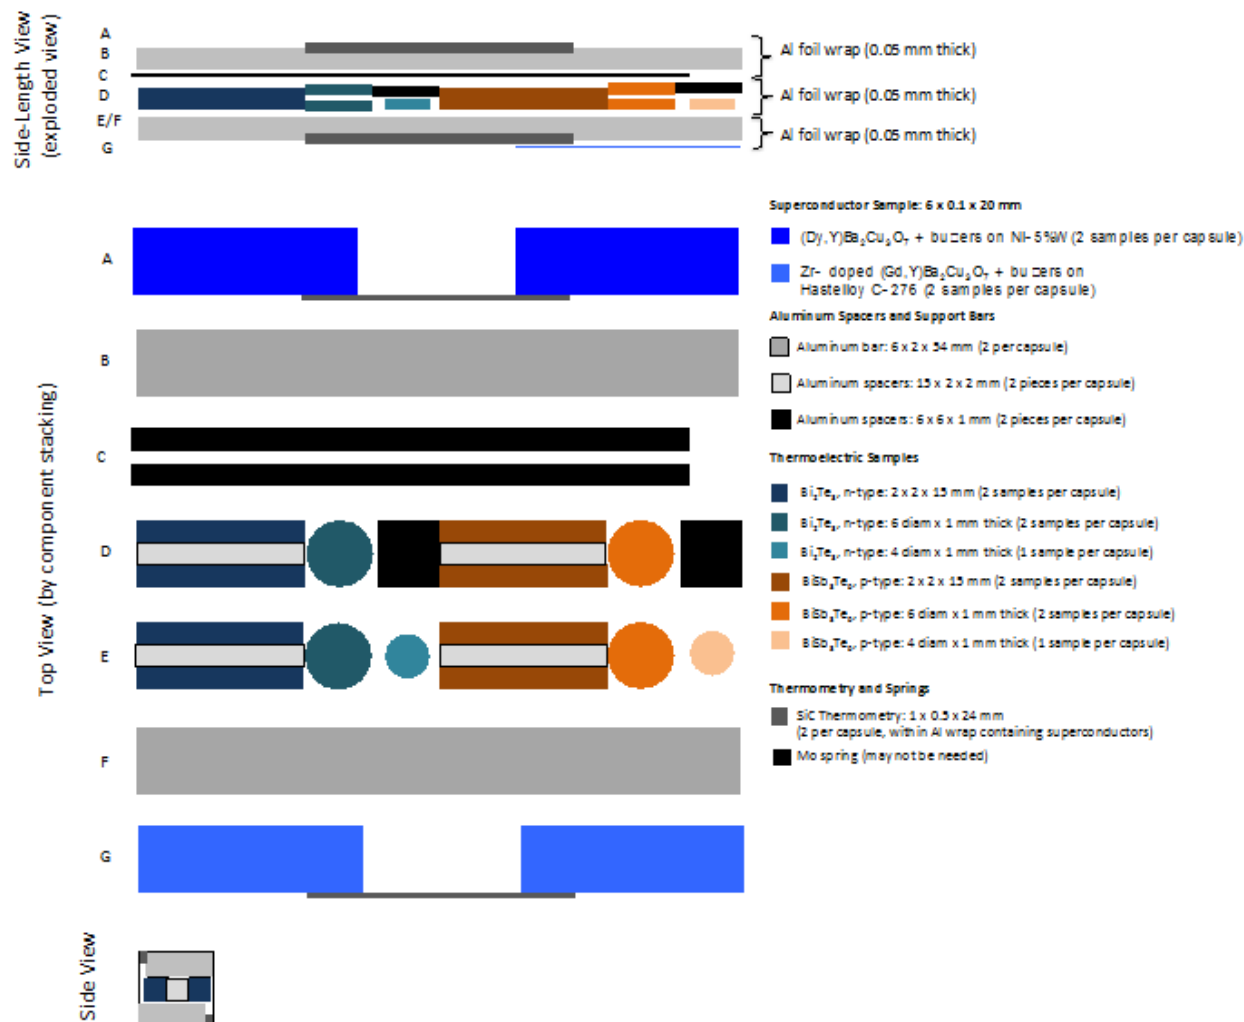 Side-Length View
(exploded view)
A
B
C
D
E/F
G
Al foil wrap (0.05 mm thick)
Al foil wrap (0.05 mm thick)
Al foil wrap (0.05 mm thick)
Top View (by component stacking)
A
B
C
D
E
F
G
Side View
Superconductor Sample: 6 x 0.1 x 20 mm
(Dy,Y)Ba₂Cu₃O₇ + on Ni-5%W (2 samples per capsule)
Zr- doped (Gd,Y)Ba₂Cu₃O₇ + on
Hastelloy C-276 (2 samples per capsule)
Aluminum Spacers and Support Bars
Aluminum bar: 6 x 2 x 54 mm (2 per capsule)
Aluminum spacers: 15 x 2 x 2 mm (2 pieces per capsule)
Aluminum spacers: 6 x 6 x 1 mm (2 pieces per capsule)
Thermoelectric Samples
Bi₂Te₃, n-type: 2 x 2 x 15 mm (2 samples per capsule)
Bi₂Te₃, n-type: 6 diam x 1 mm thick (2 samples per capsule)
Bi₂Te₃, n-type: 4 diam x 1 mm thick (1 sample per capsule)
p-type: 2 x 2 x 15 mm (2 samples per capsule)
p-type: 6 diam x 1 mm thick (2 samples per capsule)
p-type: 4 diam x 1 mm thick (1 sample per capsule)
Thermometry and Springs
SiC Thermometry: 1 x 0.5 x 24 mm
(2 per capsule, within Al wrap containing superconductors)
Mo spring (may not be needed)